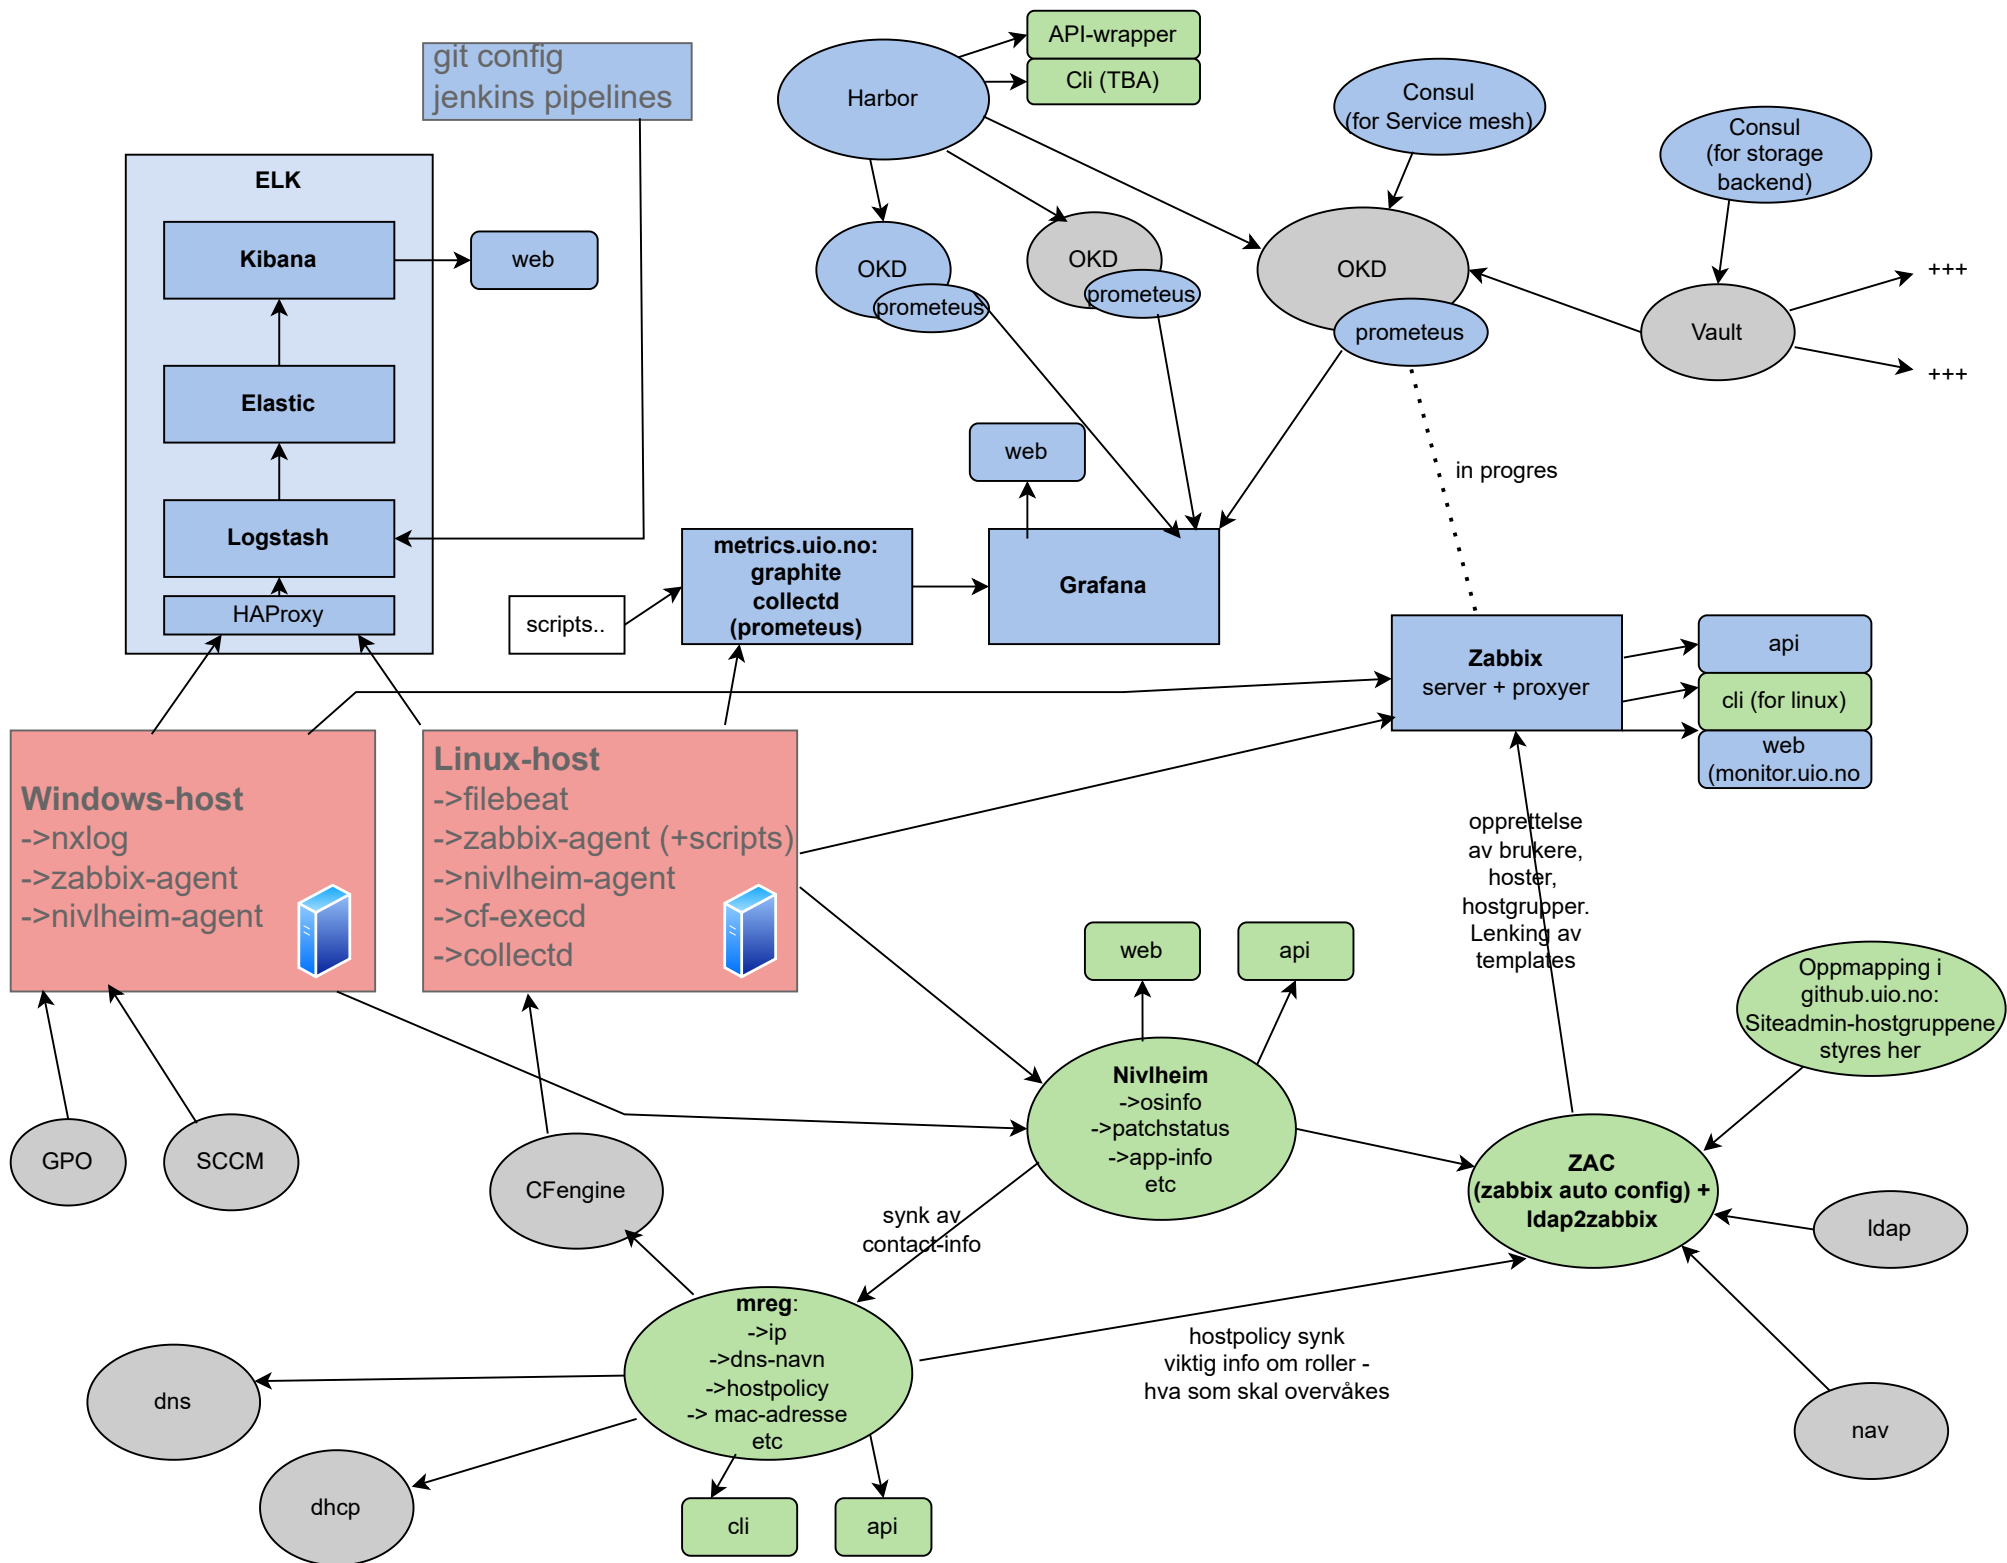 git config
jenkins pipelines
API-wrapper
Cli (TBA)
Harbor
Consul
(for Service mesh)
Consul
(for storage
backend)
ELK
Kibana
web
OKD
prometeus
OKD
prometeus
OKD
prometeus
Vault
+++
+++
Elastic
web
in progres
Logstash
HAProxy
scripts..
metrics.uio.no:
graphite
collectd
(prometeus)
Grafana
Zabbix
server + proxyer
api
cli (for linux)
web
(monitor.uio.no
Windows-host
->nxlog
->zabbix-agent
->nivlheim-agent
Linux-host
->filebeat
->zabbix-agent (+scripts)
->nivlheim-agent
->cf-execd
->collectd
opprettelse
av brukere,
hoster,
hostgrupper.
Lenking av
templates
web
api
Oppmapping i
github.uio.no:
Siteadmin-hostgruppene
styres her
Nivlheim
->osinfo
->patchstatus
->app-info
etc
GPO
SCCM
CFengine
ZAC
(zabbix auto config) +
ldap2zabbix
ldap
synk av
contact-info
mreg:
->ip
->dns-navn
->hostpolicy
-> mac-adresse
etc
hostpolicy synk
viktig info om roller -
hva som skal overvåkes
dns
nav
dhcp
cli
api